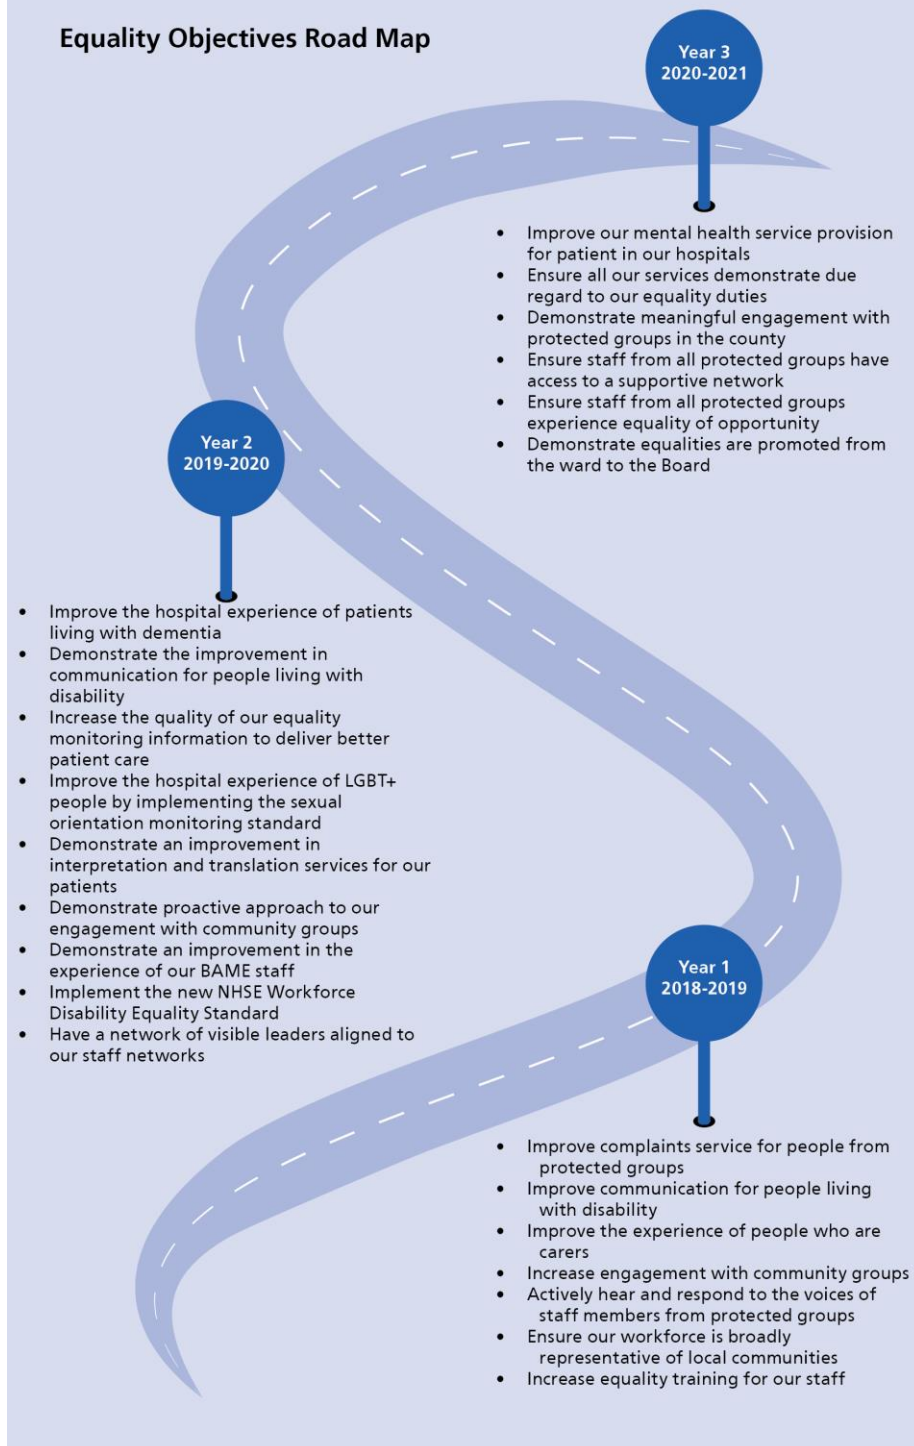 Equality Objectives Road Map
Year 3
2020-2021
• Improve our mental health service provision
for patient in our hospitals
• Ensure all our services demonstrate due
regard to our equality duties
• Demonstrate meaningful engagement with
protected groups in the county
• Ensure staff from all protected groups have
access to a supportive network
• Ensure staff from all protected groups
experience equality of opportunity
• Demonstrate equalities are promoted from
the ward to the Board
Year 2
2019-2020
• Improve the hospital experience of patients
living with dementia
• Demonstrate the improvement in
communication for people living with
disability
• Increase the quality of our equality
monitoring information to deliver better
patient care
• Improve the hospital experience of LGBT+
people by implementing the sexual
orientation monitoring standard
• Demonstrate an improvement in
interpretation and translation services for our
patients
• Demonstrate proactive approach to our
engagement with community groups
• Demonstrate an improvement in the
experience of our BAME staff
• Implement the new NHSE Workforce
Disability Equality Standard
• Have a network of visible leaders aligned to
our staff networks
Year 1
2018-2019
• Improve complaints service for people from
protected groups
• Improve communication for people living
with disability
• Improve the experience of people who are
carers
• Increase engagement with community groups
• Actively hear and respond to the voices of
staff members from protected groups
• Ensure our workforce is broadly
representative of local communities
• Increase equality training for our staff